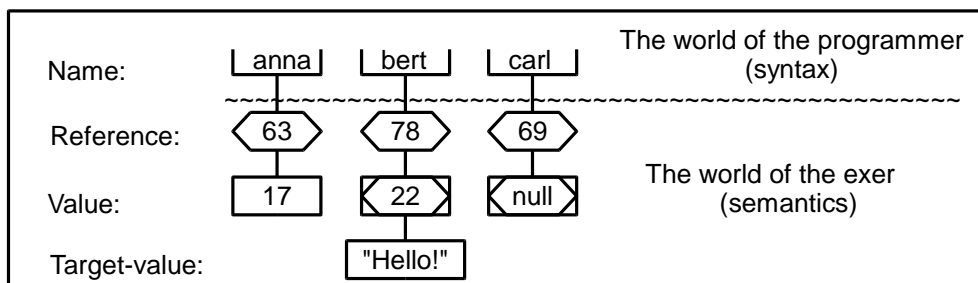 The world of the programmer
(syntax)
Name: anna bert carl
~~~~~~~~~~~~~~~~~~~~~~~~~~~~~~~~~~~~~~~~~~~~~~~~
Reference: 63 78 69
The world of the exer
(semantics)
Value: 17 22 null
Target-value: "Hello!"